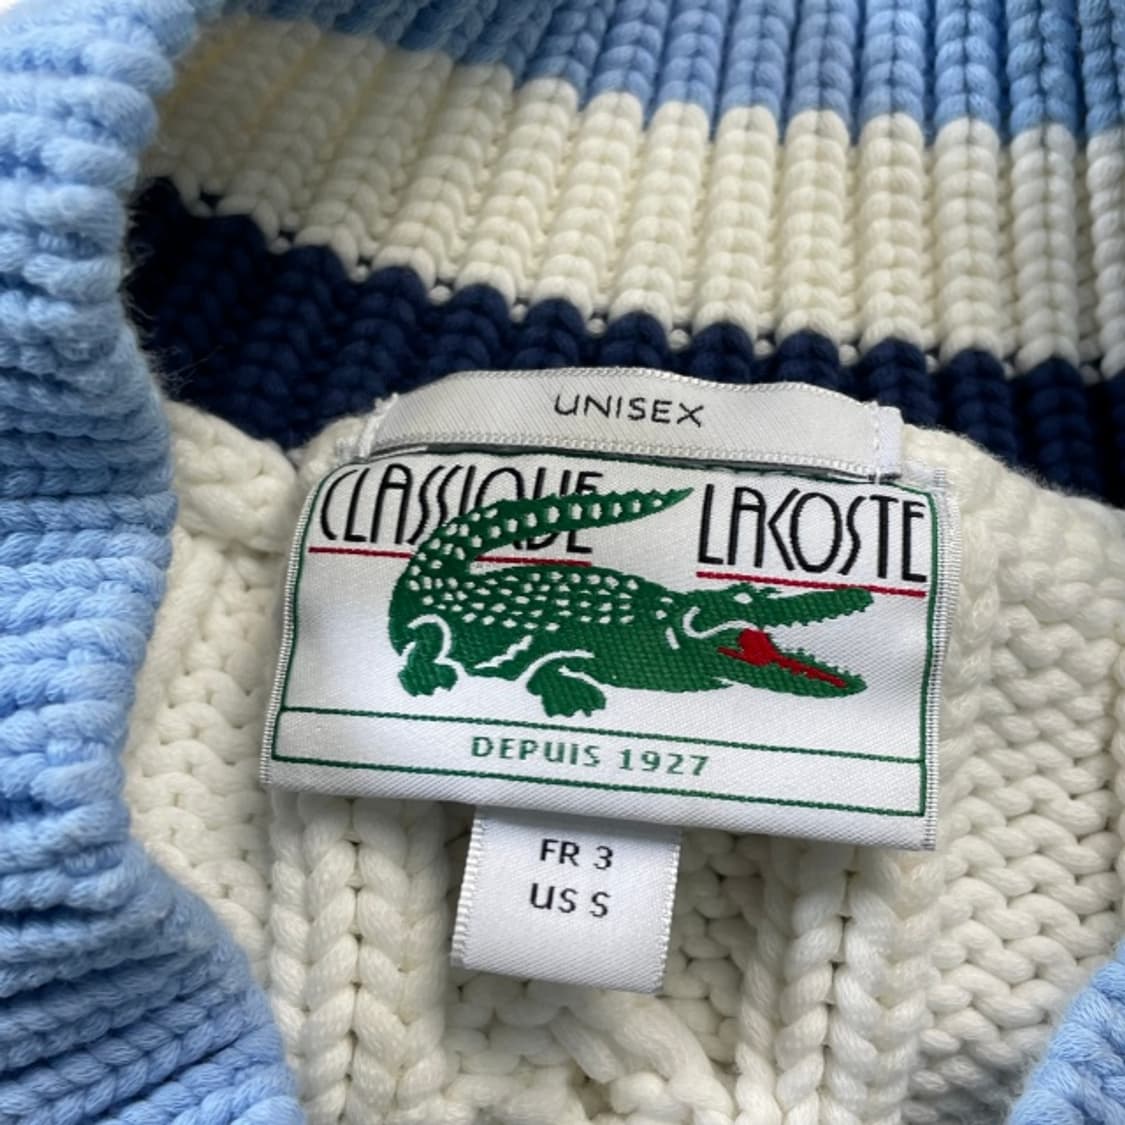 UNISEX
CLASSIQUE LACOSTE
DEPUIS 1927
FR 3
US S